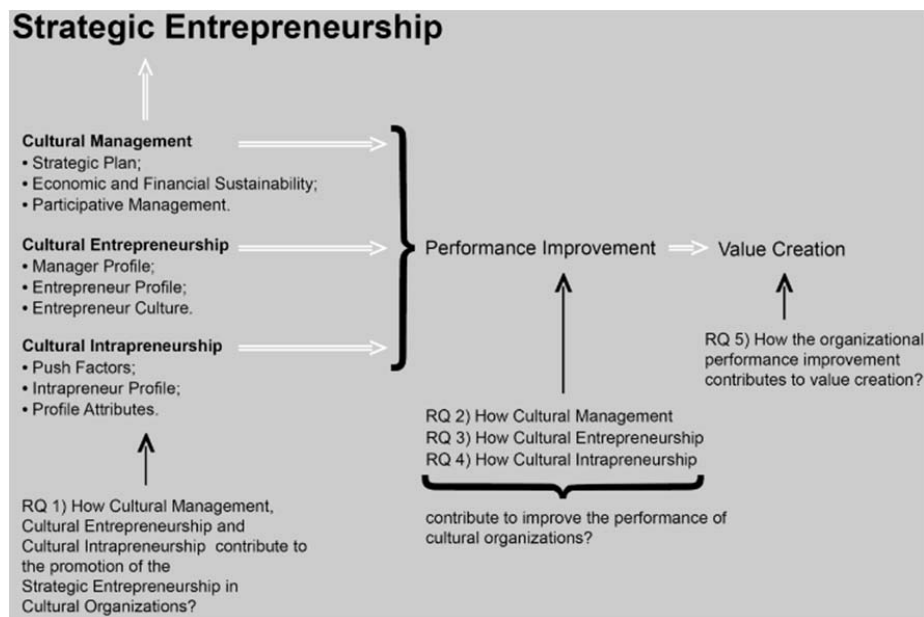 Strategic Entrepreneurship
Cultural Management
• Strategic Plan;
• Economic and Financial Sustainability;
• Participative Management.
Cultural Entrepreneurship
• Manager Profile;
• Entrepreneur Profile;
• Entrepreneur Culture.
Cultural Intrapreneurship
• Push Factors;
• Intrapreneur Profile;
• Profile Attributes.
RQ 1) How Cultural Management,
Cultural Entrepreneurship and
Cultural Intrapreneurship contribute to
the promotion of the
Strategic Entrepreneurship in
Cultural Organizations?
Performance Improvement
RQ 2) How Cultural Management
RQ 3) How Cultural Entrepreneurship
RQ 4) How Cultural Intrapreneurship
contribute to improve the performance of
cultural organizations?
Value Creation
RQ 5) How the organizational
performance improvement
contributes to value creation?